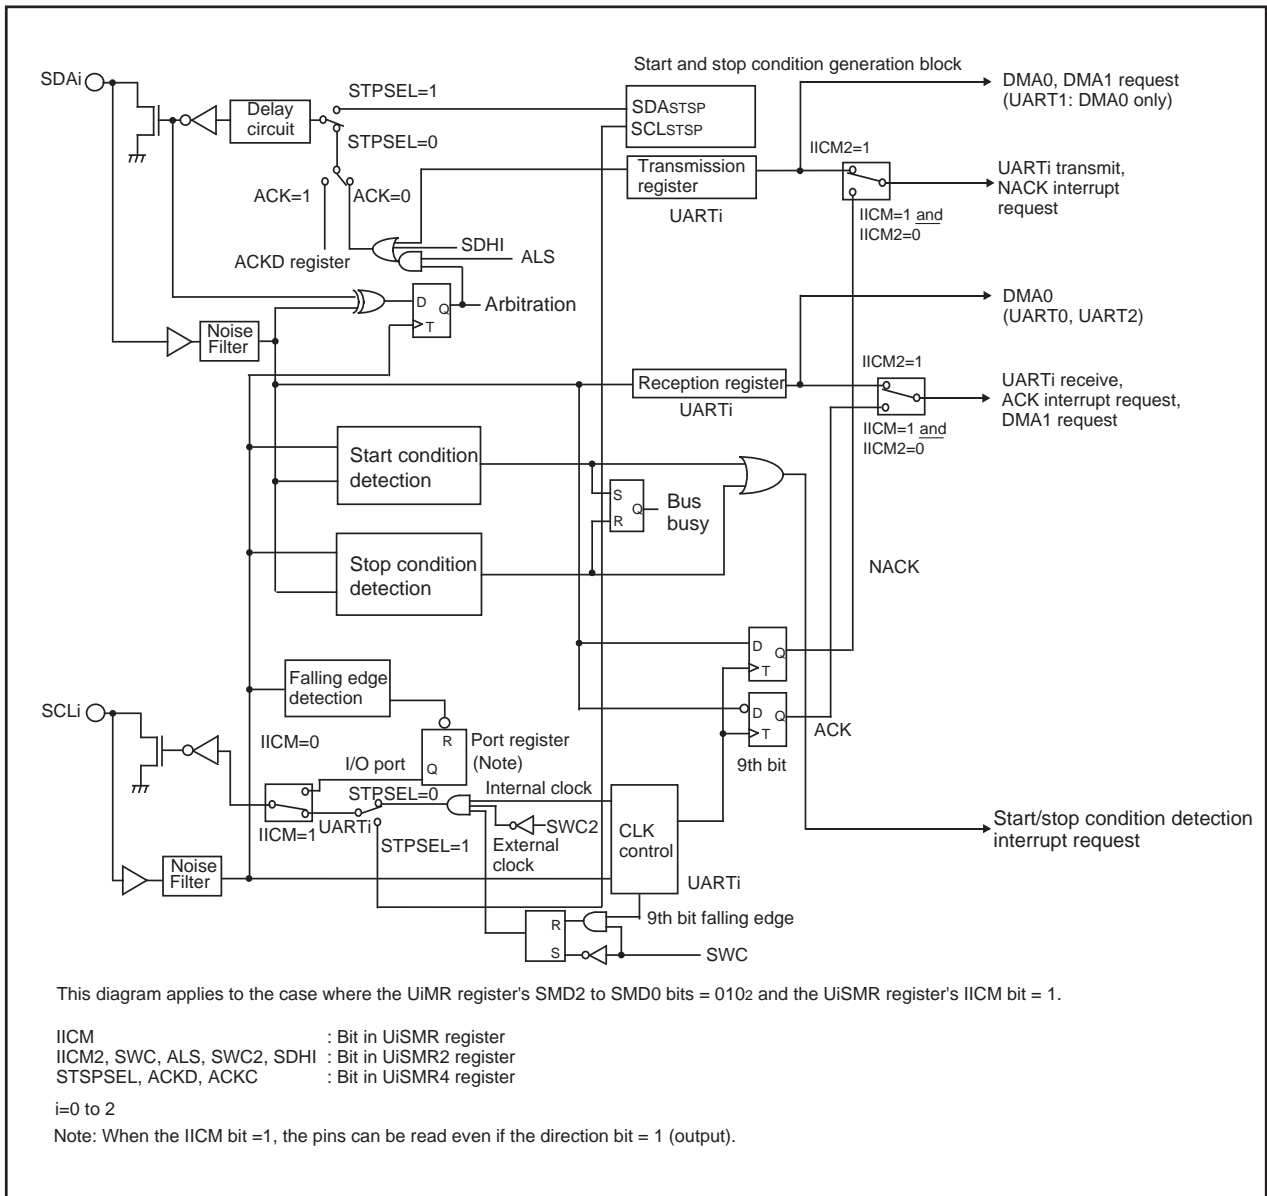 Start and stop condition generation block
SDAi
STPSEL=1
Delay
circuit
STPSEL=0
SDASTSP
SCLSTSP
DMA0, DMA1 request
(UART1: DMA0 only)
IICM2=1
Transmission
register
UARTi
UARTi transmit,
NACK interrupt
request
IICM=1 and
IICM2=0
ACK=1
ACK=0
SDHI
ALS
ACKD register
D
Q
T
Arbitration
DMA0
(UART0, UART2)
Noise
Filter
IICM2=1
Reception register
UARTi
UARTi receive,
ACK interrupt request,
DMA1 request
IICM=1 and
IICM2=0
Start condition
detection
S
Q
R
Bus
busy
Stop condition
detection
NACK
D
Q
T
Falling edge
detection
D
Q
T
ACK
9th bit
SCLi
IICM=0
I/O port
R
Q
Port register
(Note)
STPSEL=0
Internal clock
IICM=1
UARTi
SWC2
External
clock
STPSEL=1
CLK
control
UARTi
Start/stop condition detection
interrupt request
Noise
Filter
9th bit falling edge
R
S
SWC
This diagram applies to the case where the UiMR register's SMD2 to SMD0 bits = 0102 and the UiSMR register's IICM bit = 1.
IICM : Bit in UiSMR register
IICM2, SWC, ALS, SWC2, SDHI : Bit in UiSMR2 register
STSPSEL, ACKD, ACKC : Bit in UiSMR4 register
i=0 to 2
Note: When the IICM bit =1, the pins can be read even if the direction bit = 1 (output).